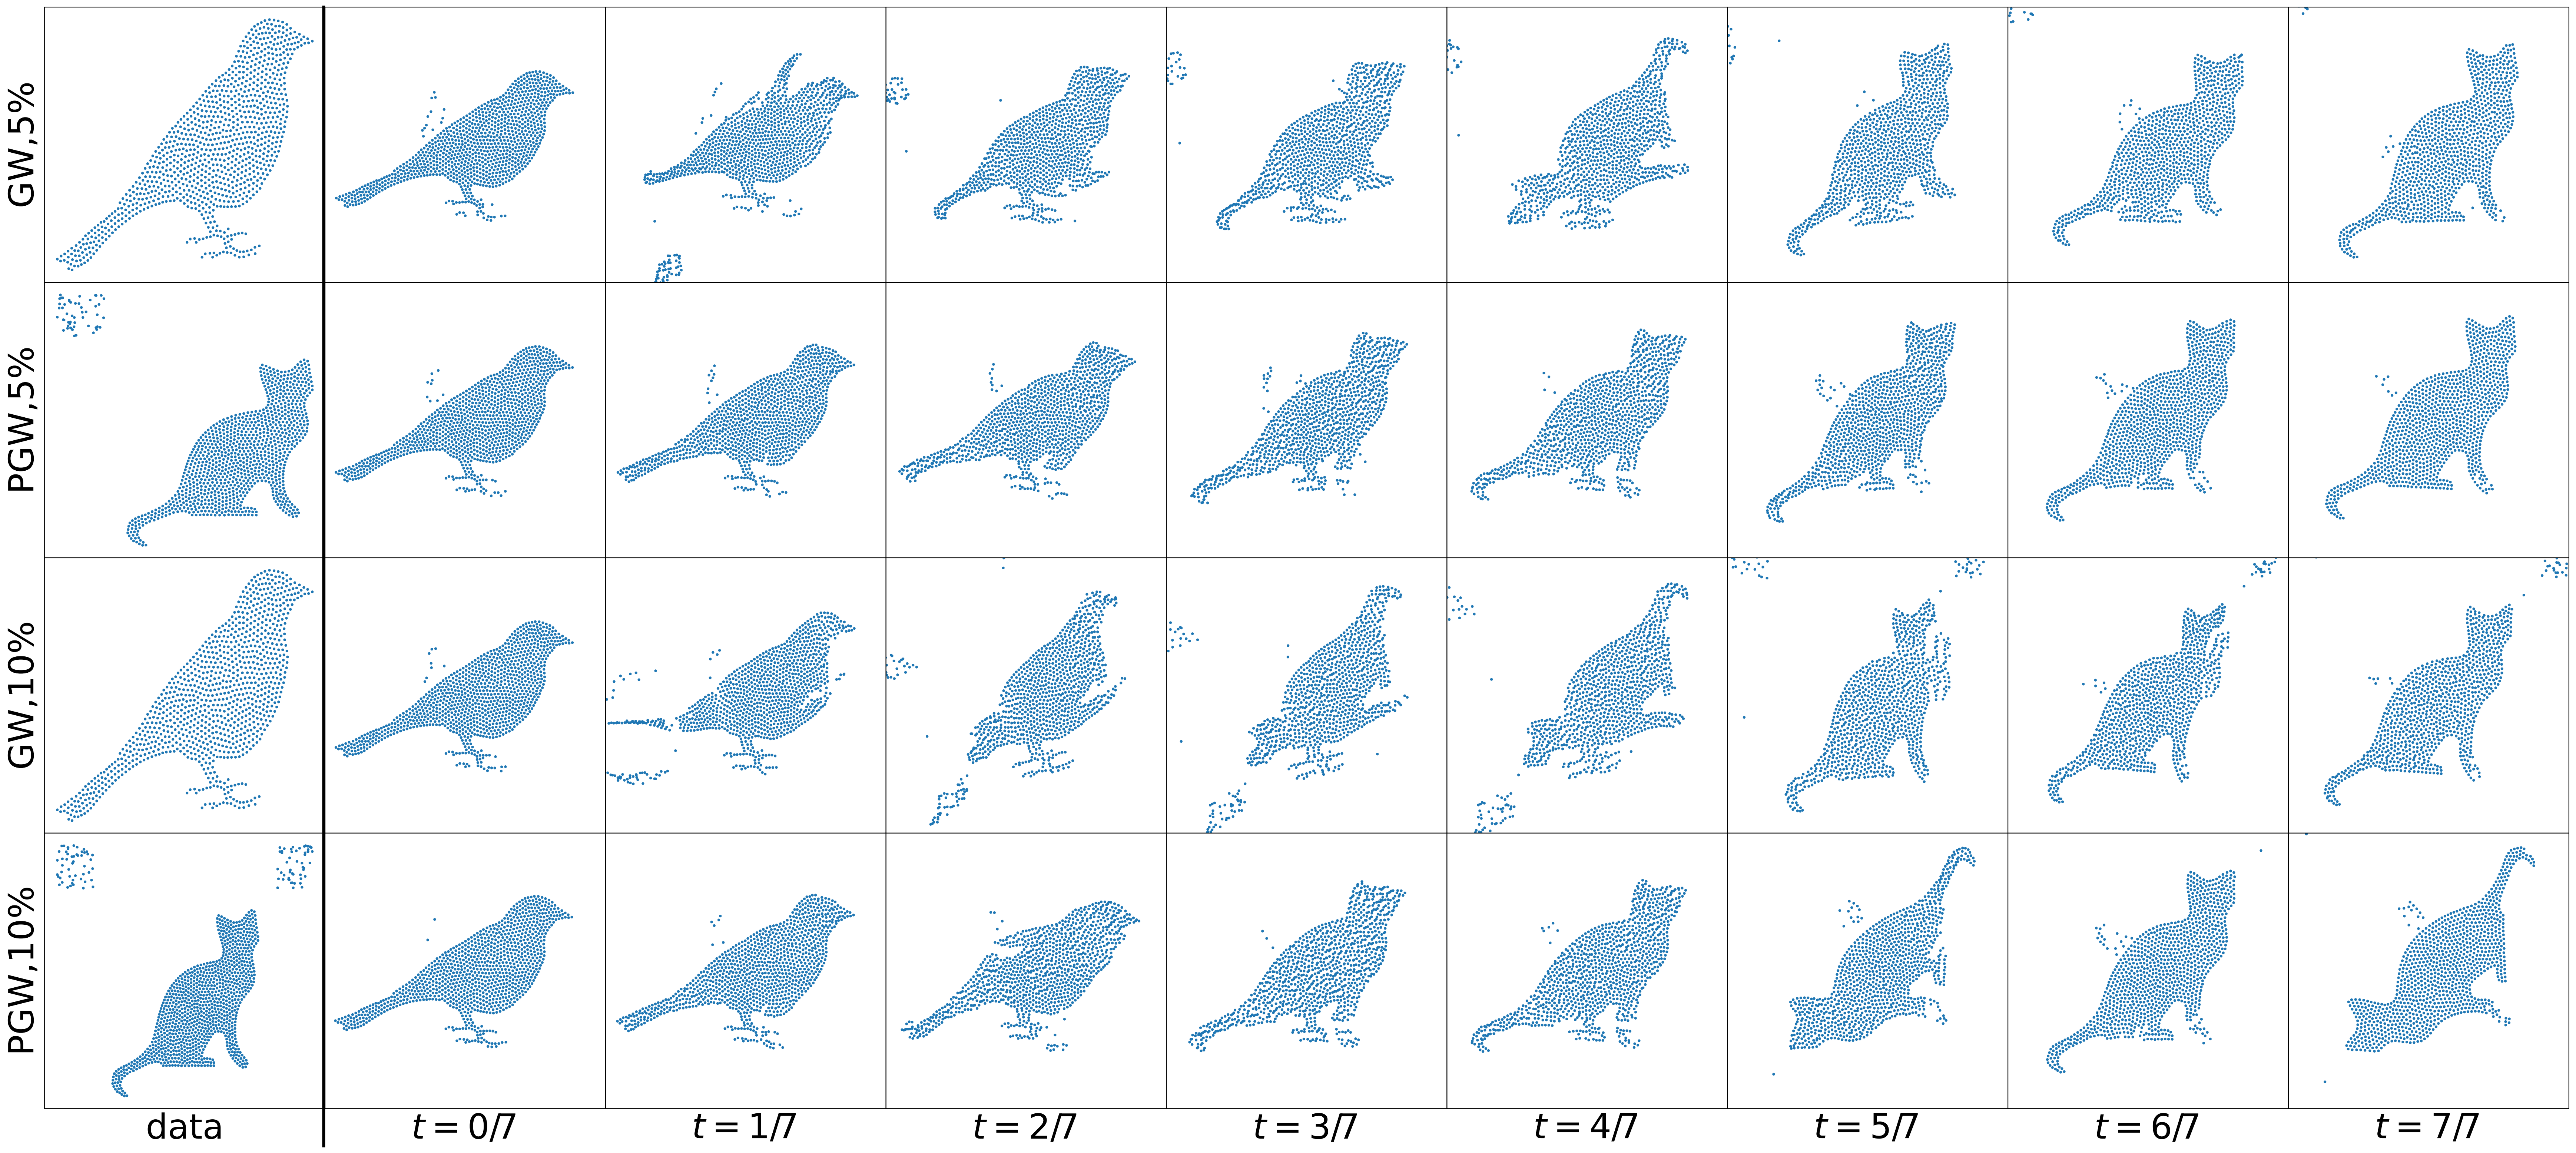 GW,5%
PGW,5%
GW,10%
PGW,10%
data
t = 0/7
t = 1/7
t = 2/7
t = 3/7
t = 4/7
t = 5/7
t = 6/7
t = 7/7